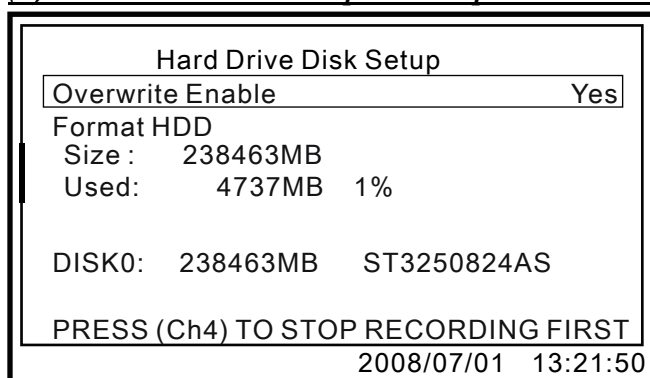 Hard Drive Disk Setup
Overwrite Enable Yes
Format HDD
Size : 238463MB
Used: 4737MB 1%
DISK0: 238463MB ST3250824AS
PRESS (Ch4) TO STOP RECORDING FIRST
2008/07/01 13:21:50